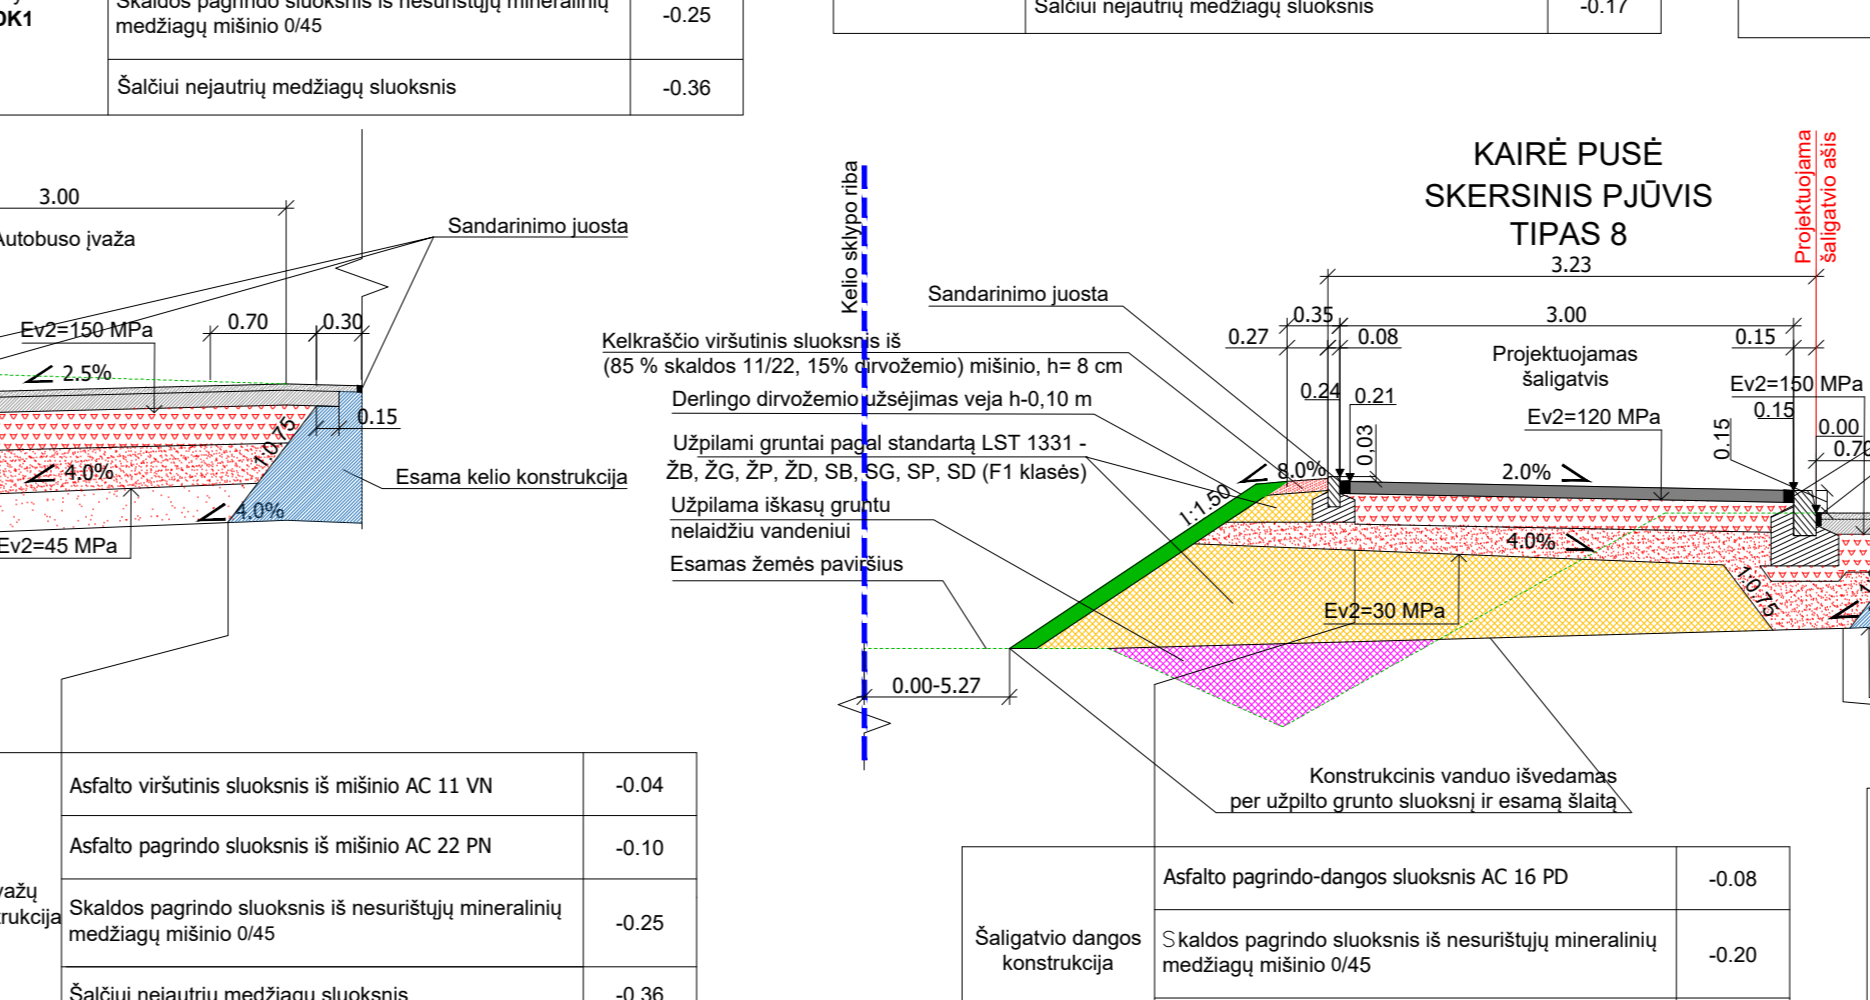 DK1
Skaldos pagrindo sluoksnis iš nesurištųjų mineralinių
medžiagų mišinio 0/45
-0.25
Šalčiui nejautrių medžiagų sluoksnis
-0.36
Šalčiui nejautrių medžiagų sluoksnis
-0.17
3.00
Autobuso įvaža
Sandarinimo juosta
Ev2=150 MPa
0.70
0.30
2.5%
0.15
1:0.75
4.0%
Esama kelio konstrukcija
4.0%
Ev2=45 MPa
Kelio sklypo riba
KAIRĖ PUSĖ
SKERSINIS PJŪVIS
TIPAS 8
Projektuojama
šaligatvio ašis
3.23
Sandarinimo juosta
0.35
3.00
0.27
0.08
0.15
Kelkraščio viršutinis sluoksnis iš
(85 % skaldos 11/22, 15% dirvožemio) mišinio, h= 8 cm
Projektuojamas
šaligatvis
Ev2=150 MPa
0.24
0.21
0.15
Derlingo dirvožemio užsėjimas veja h-0,10 m
Ev2=120 MPa
0.00
0.15
0,03
0.70
Užpilami gruntai pagal standartą LST 1331 -
ŽB, ŽG, ŽP, ŽD, SB, SG, SP, SD (F1 klasės)
8.0%
2.0%
1:1.50
Užpilama iškasų gruntu
nelaidžiu vandeniui
4.0%
Esamas žemės paviršius
1:0.75
Ev2=30 MPa
0.00-5.27
Konstrukcinis vanduo išvedamas
per užpilto grunto sluoksnį ir esamą šlaitą
Asfalto viršutinis sluoksnis iš mišinio AC 11 VN
-0.04
Asfalto pagrindo sluoksnis iš mišinio AC 22 PN
-0.10
Skaldos pagrindo sluoksnis iš nesurištųjų mineralinių
medžiagų mišinio 0/45
-0.25
Šalčiui nejautrių medžiagų sluoksnis
-0.36
Šaligatvio dangos
konstrukcija
Asfalto pagrindo-dangos sluoksnis AC 16 PD
-0.08
Skaldos pagrindo sluoksnis iš nesurištųjų mineralinių
medžiagų mišinio 0/45
-0.20